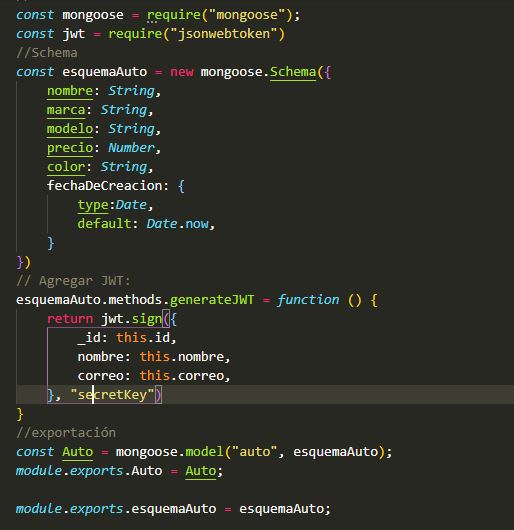 const mongoose = require("mongoose");
const jwt = require("jsonwebtoken")
//Schema
const esquemaAuto = new mongoose.Schema({
    nombre: String,
    marca: String,
    modelo: String,
    precio: Number,
    color: String,
    fechaDeCreacion: {
        type:Date,
        default: Date.now,
    }
})
// Agregar JWT:
esquemaAuto.methods.generateJWT = function () {
    return jwt.sign({
        _id: this.id,
        nombre: this.nombre,
        correo: this.correo,
    }, "secretKey")
}
//exportación
const Auto = mongoose.model("auto", esquemaAuto);
module.exports.Auto = Auto;
module.exports.esquemaAuto = esquemaAuto;